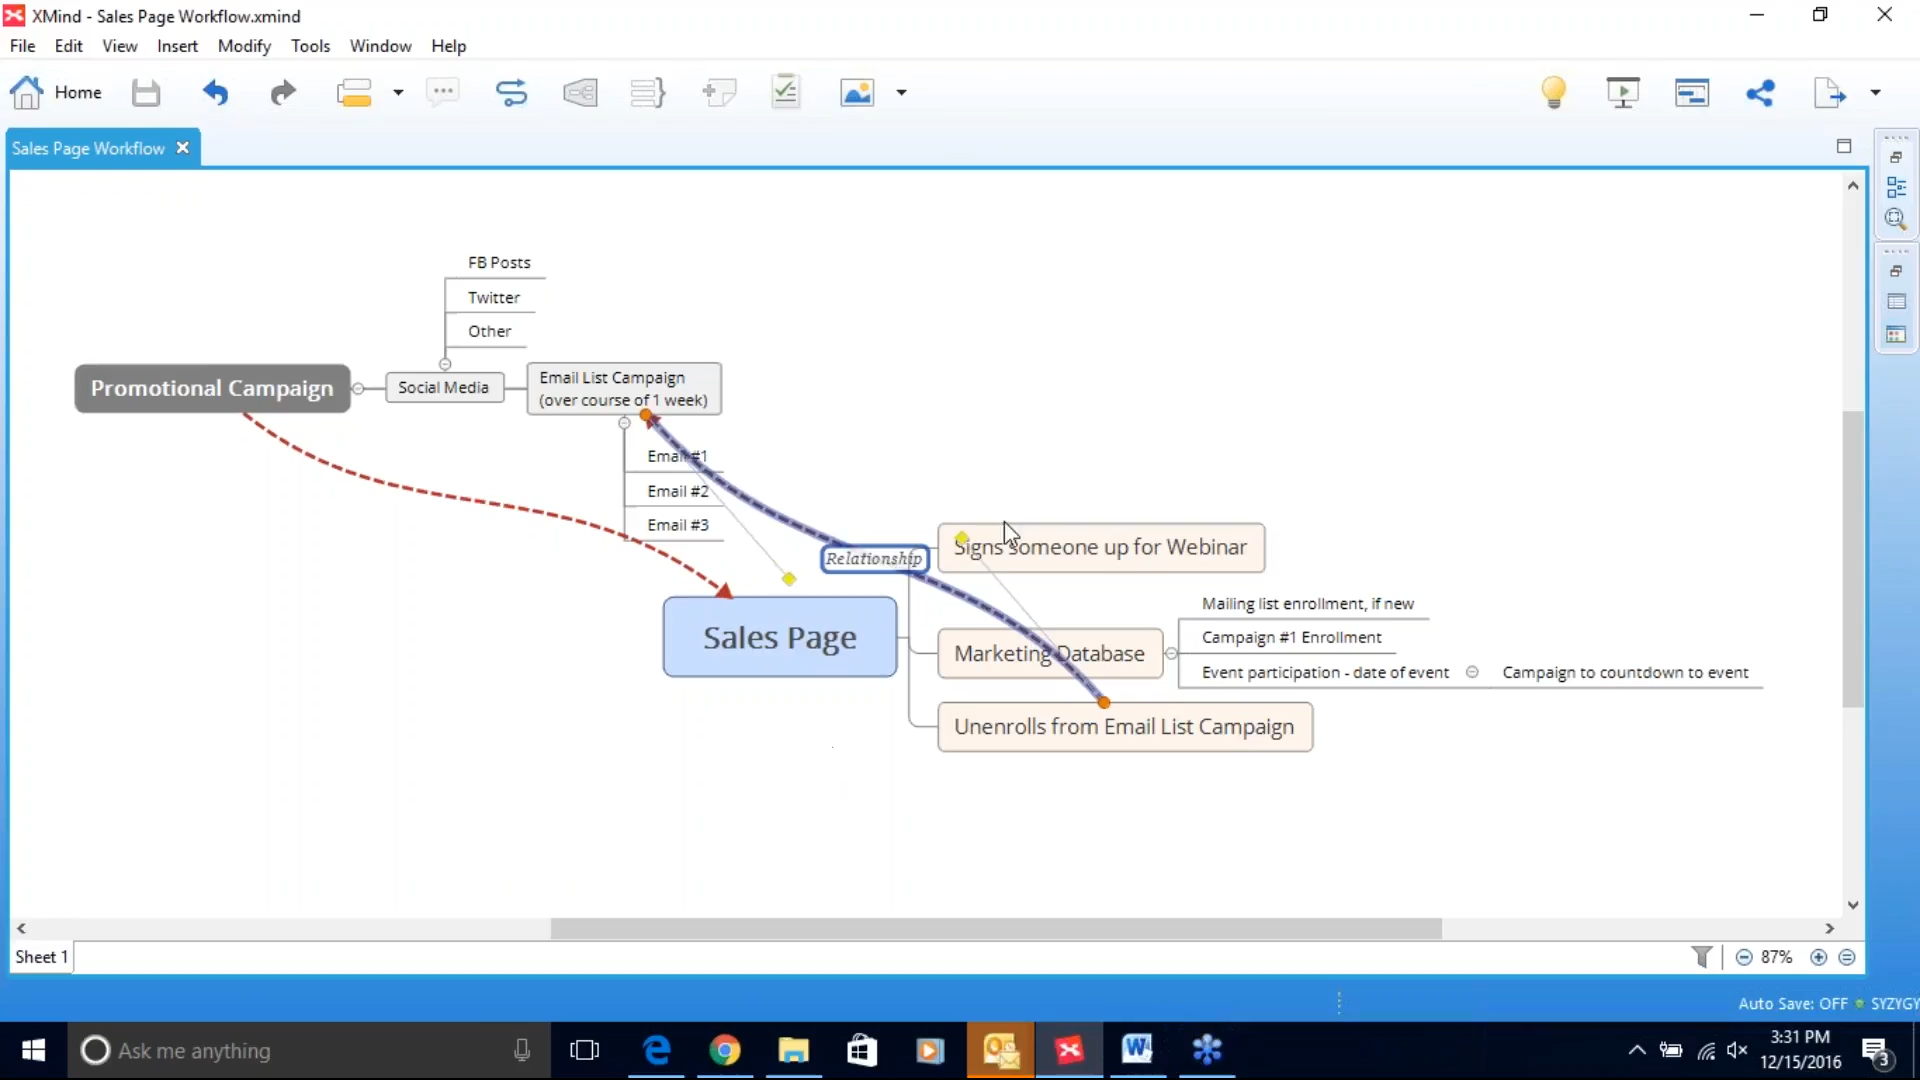 XMind - Sales Page Workflow.xmind
File Edit View Insert Modify Tools Window Help
Home
Sales Page Workflow
FB Posts
Twitter
Other
Promotional Campaign
Social Media
Email List Campaign
(over course of 1 week)
Email #1
Email #2
Email #3
Relationship
Signs someone up for Webinar
Sales Page
Marketing Database
Mailing list enrollment, if new
Campaign #1 Enrollment
Event participation - date of event
Campaign to countdown to event
Unenrolls from Email List Campaign
Sheet 1
87%
Auto Save: OFF SYZYGY
Ask me anything
3:31 PM
12/15/2016
3